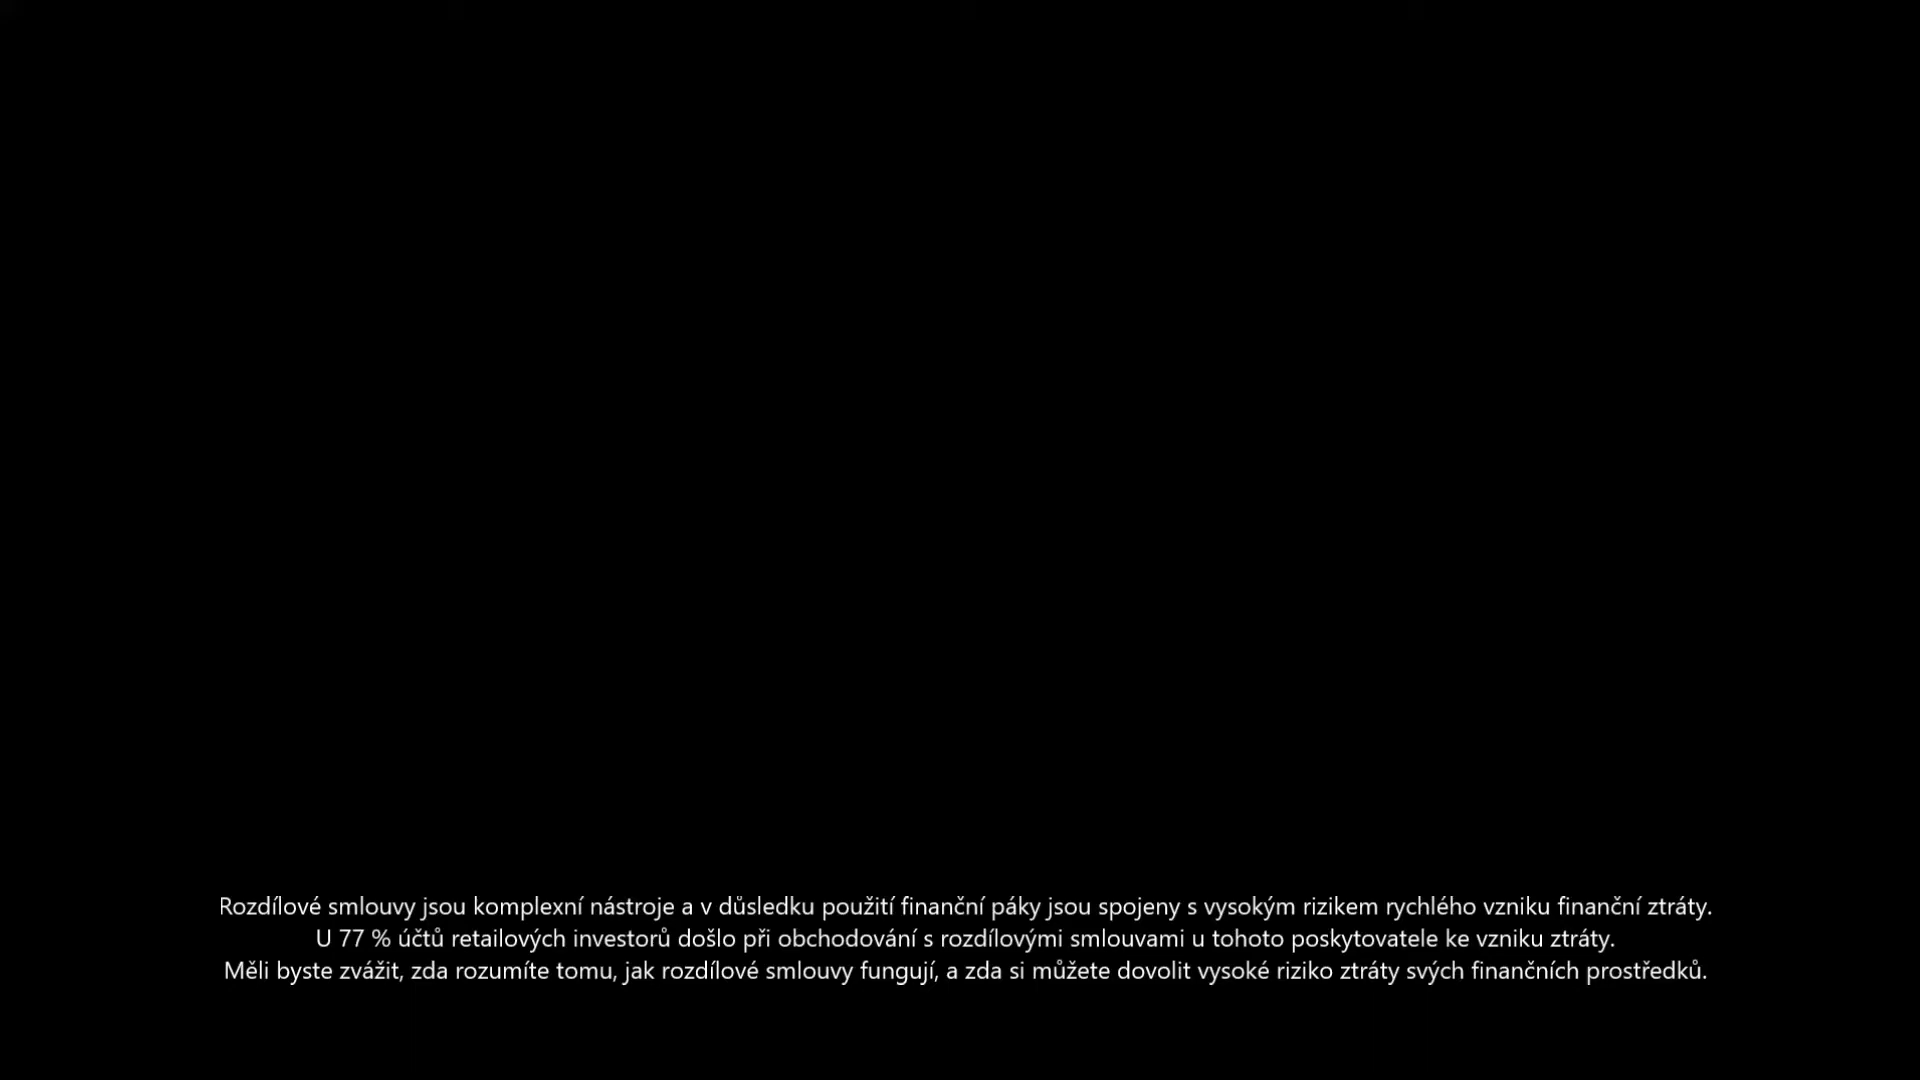 Rozdílové smlouvy jsou komplexní nástroje a v důsledku použití finanční páky jsou spojeny s vysokým rizikem rychlého vzniku finanční ztráty.
U 77 % účtů retailových investorů došlo při obchodování s rozdílovými smlouvami u tohoto poskytovatele ke vzniku ztráty.
Měli byste zvážit, zda rozumíte tomu, jak rozdílové smlouvy fungují, a zda si můžete dovolit vysoké riziko ztráty svých finančních prostředků.